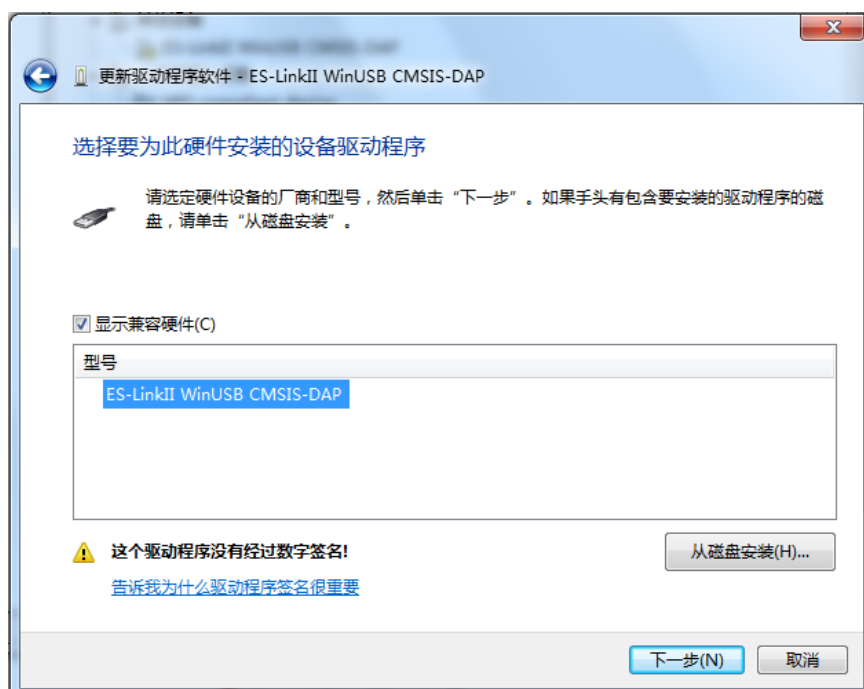 更新驱动程序软件 - ES-LinkII WinUSB CMSIS-DAP
选择要为此硬件安装的设备驱动程序
请选定硬件设备的厂商和型号，然后单击“下一步”。如果手头有包含要安装的驱动程序的磁
盘，请单击“从磁盘安装”。
显示兼容硬件(C)
型号
ES-LinkII WinUSB CMSIS-DAP
这个驱动程序没有经过数字签名!
从磁盘安装(H)...
告诉我为什么驱动程序签名很重要
下一步(N)
取消